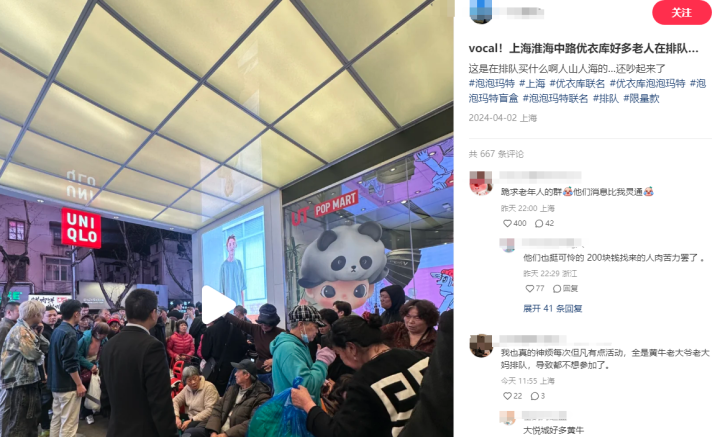 UNI
QLO
UT POP MART
关注
vocal！上海淮海中路优衣库好多老人在排队...
这是在排队买什么啊人山人海的...还吵起来了
#泡泡玛特 #上海 #优衣库联名 #优衣库泡泡玛特 #泡
泡玛特盲盒 #泡泡玛特联名 #排队 #限量款
2024-04-02 上海
共 667 条评论
跪求老年人的群他们消息比我灵通
昨天 22:00 上海
400 42
他们也挺可怜的 200块钱找来的人肉苦力罢了 。
昨天 22:29 浙江
77 回复
展开 41 条回复
我也真的神烦每次但凡有点活动，全是黄牛老大爷老大
妈排队，导致都不想参加了。
今天 11:55 上海
22 3
大悦城好多黄牛